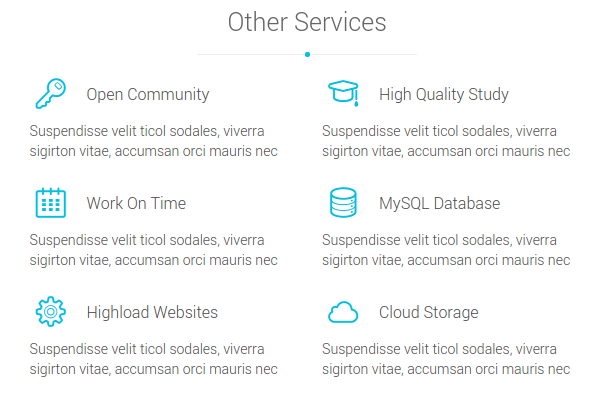 Other Services
Open Community
Suspendisse velit ticol sodales, viverra
sigirton vitae, accumsan orci mauris nec
High Quality Study
Suspendisse velit ticol sodales, viverra
sigirton vitae, accumsan orci mauris nec
Work On Time
Suspendisse velit ticol sodales, viverra
sigirton vitae, accumsan orci mauris nec
MySQL Database
Suspendisse velit ticol sodales, viverra
sigirton vitae, accumsan orci mauris nec
Highload Websites
Suspendisse velit ticol sodales, viverra
sigirton vitae, accumsan orci mauris nec
Cloud Storage
Suspendisse velit ticol sodales, viverra
sigirton vitae, accumsan orci mauris nec